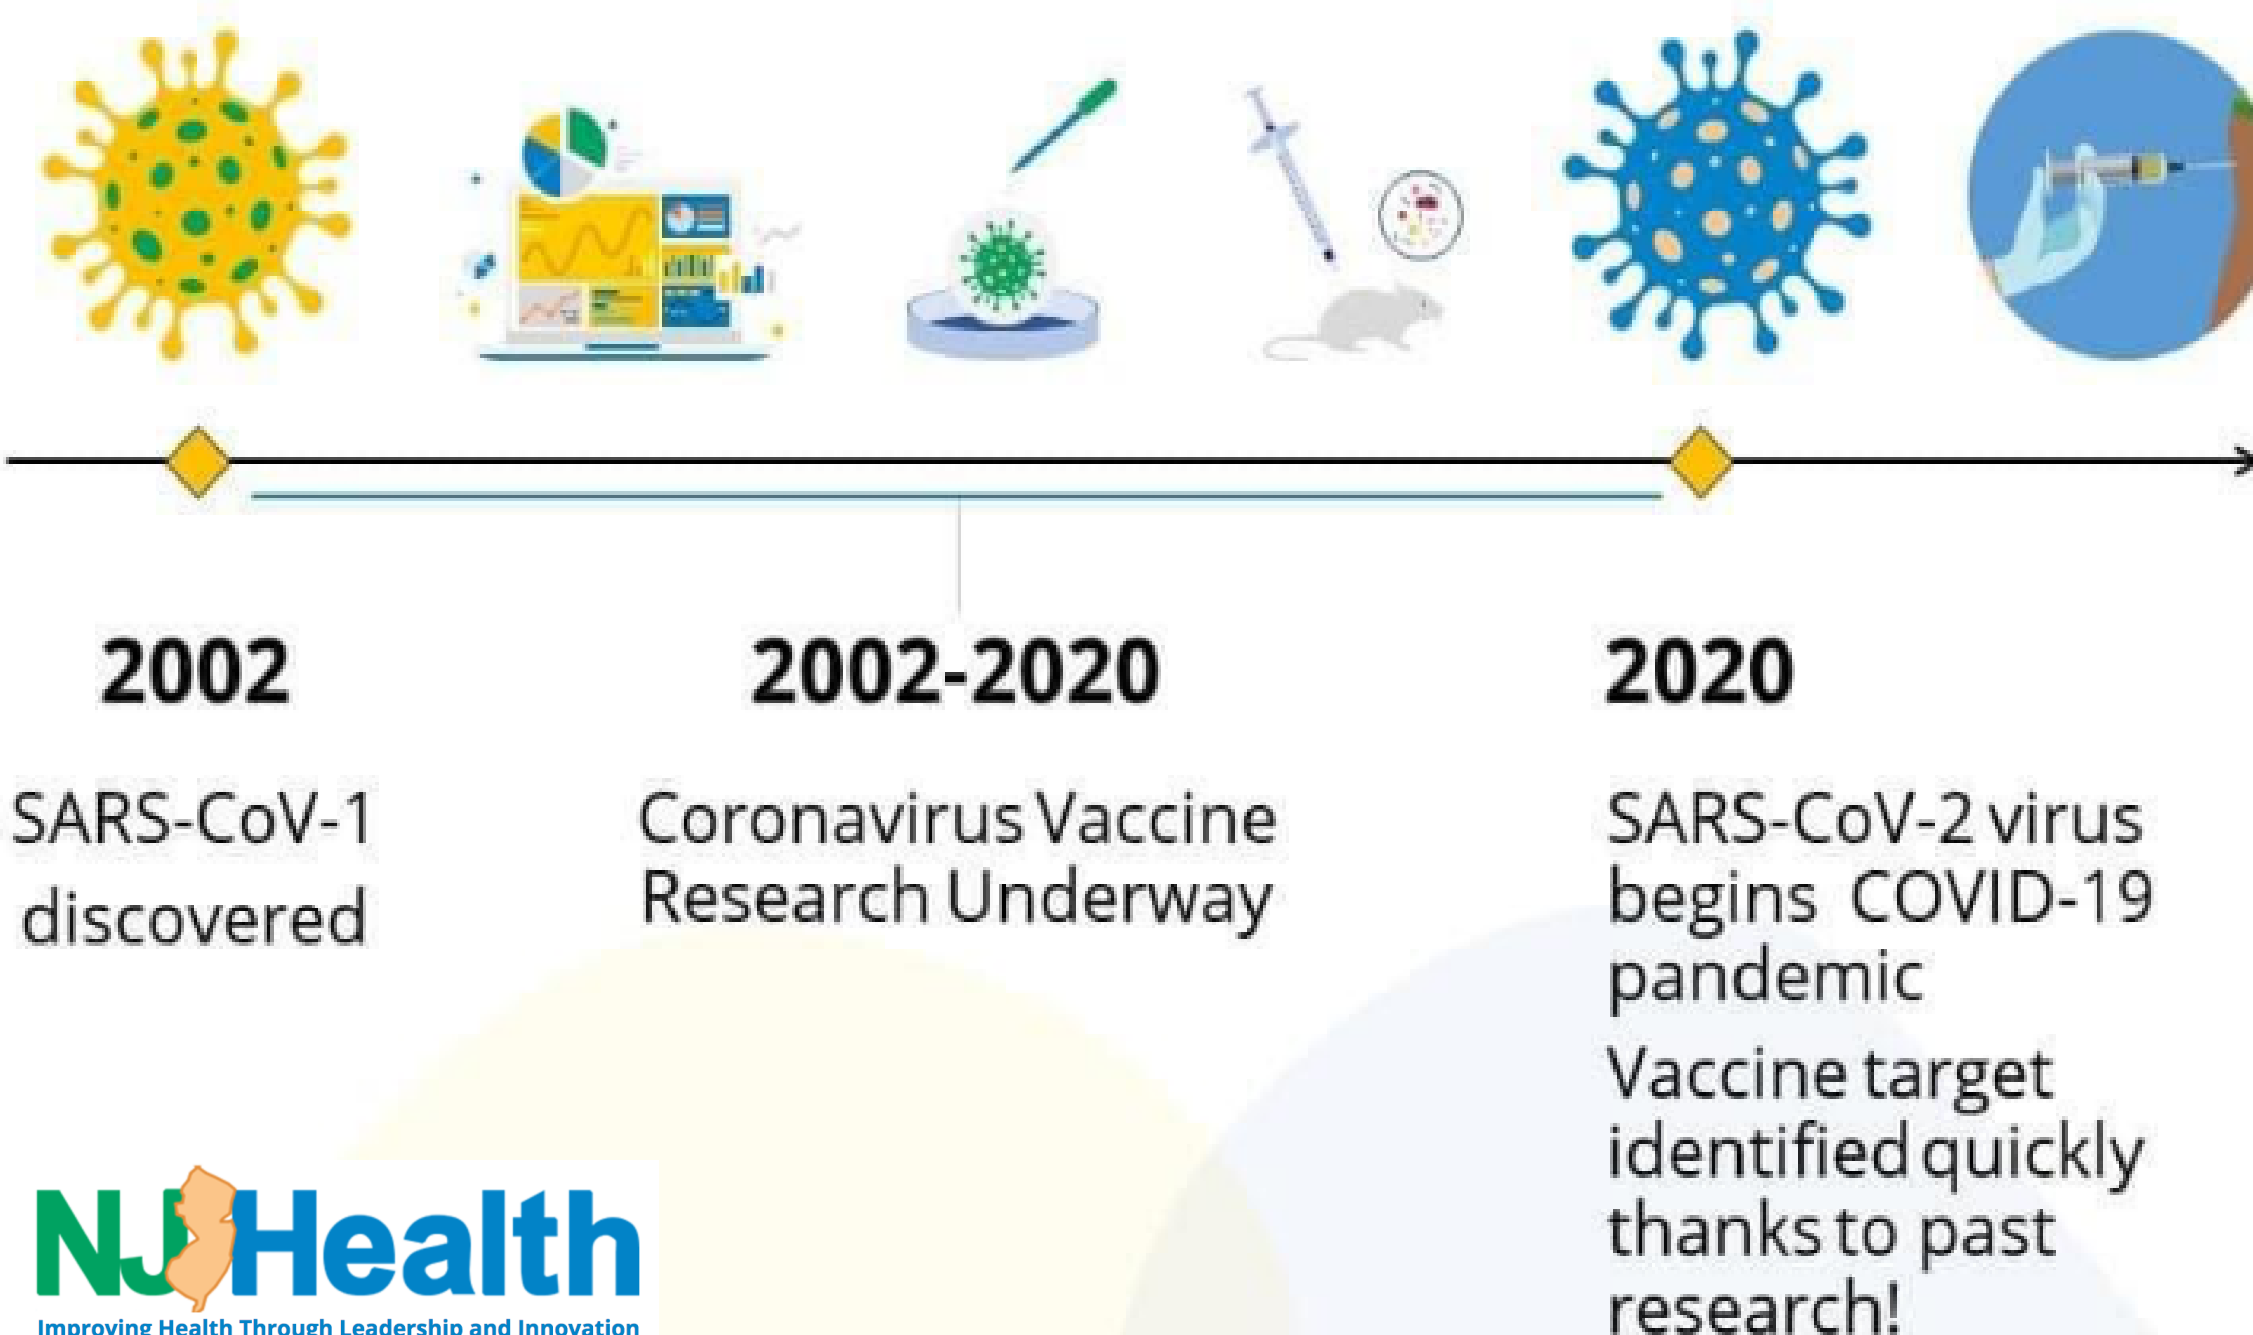 2002
SARS-CoV-1
discovered
2002-2020
Coronavirus Vaccine
Research Underway
2020
SARS-CoV-2 virus
begins COVID-19
pandemic
Vaccine target
identified quickly
thanks to past
research!
NJ Health
Improving Health Through Leadership and Innovation